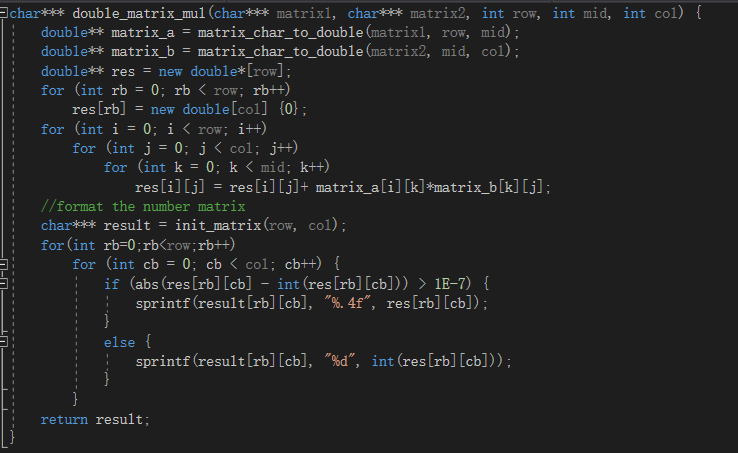 char*** double_matrix_mul(char*** matrix1, char*** matrix2, int row, int mid, int col) {
    double** matrix_a = matrix_char_to_double(matrix1, row, mid);
    double** matrix_b = matrix_char_to_double(matrix2, mid, col);
    double** res = new double*[row];
    for (int rb = 0; rb < row; rb++)
        res[rb] = new double[col] {0};
    for (int i = 0; i < row; i++)
        for (int j = 0; j < col; j++)
            for (int k = 0; k < mid; k++)
                res[i][j] = res[i][j]+ matrix_a[i][k]*matrix_b[k][j];
    //format the number matrix
    char*** result = init_matrix(row, col);
    for(int rb=0;rb<row;rb++)
        for (int cb = 0; cb < col; cb++) {
            if (abs(res[rb][cb] - int(res[rb][cb])) > 1E-7) {
                sprintf(result[rb][cb], "%.4f", res[rb][cb]);
            }
            else {
                sprintf(result[rb][cb], "%d", int(res[rb][cb]));
            }
        }
    return result;
}